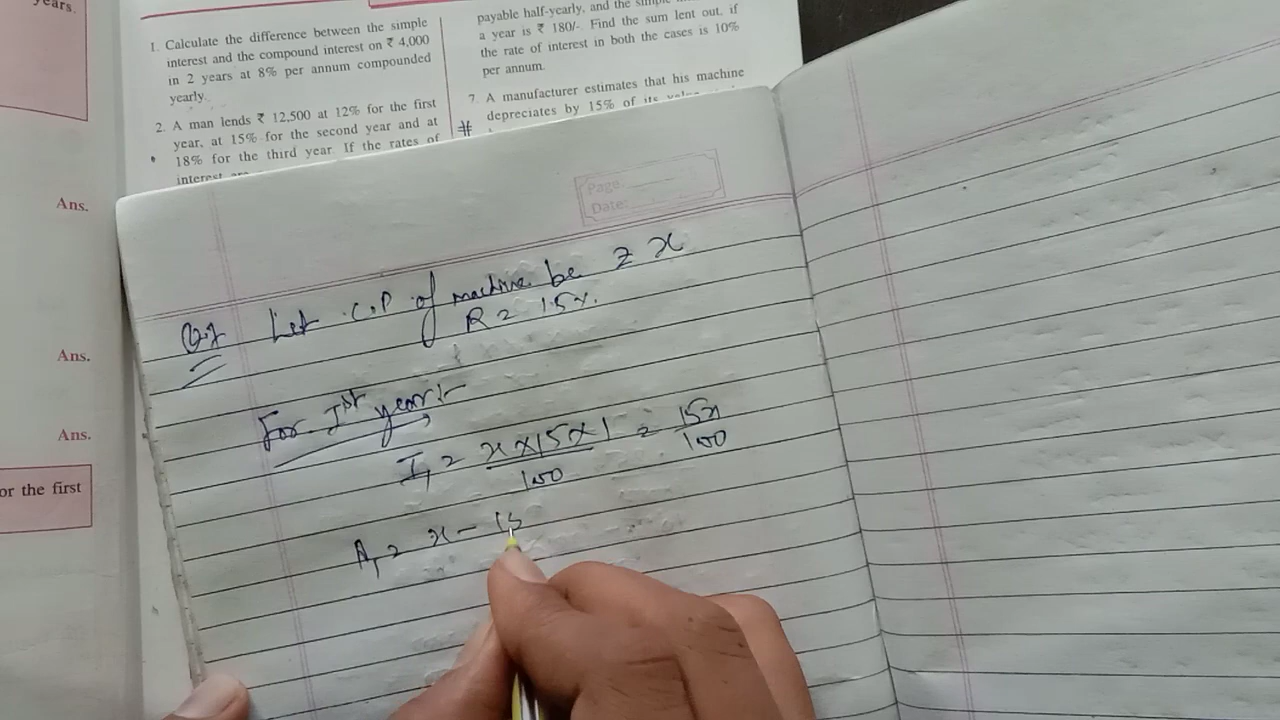 years.
1. Calculate the difference between the simple
interest and the compound interest on ₹ 4,000
in 2 years at 8% per annum compounded
yearly.
2. A man lends ₹ 12,500 at 12% for the first
year, at 15% for the second year and at
18% for the third year. If the rates of
interest
payable half-yearly, and the simple
a year is ₹ 180/-. Find the sum lent out, if
the rate of interest in both the cases is 10%
per annum.
7. A manufacturer estimates that his machine
depreciates by 15% of its value
#
Ans.
Ans.
Ans.
or the first
Page:
Date:
Q.7 Let C.P of machine be ₹ x
R = 15%.
For Ist year:-
I₁ = x×15×1/100 = 15x/100
A₁ = x - 15